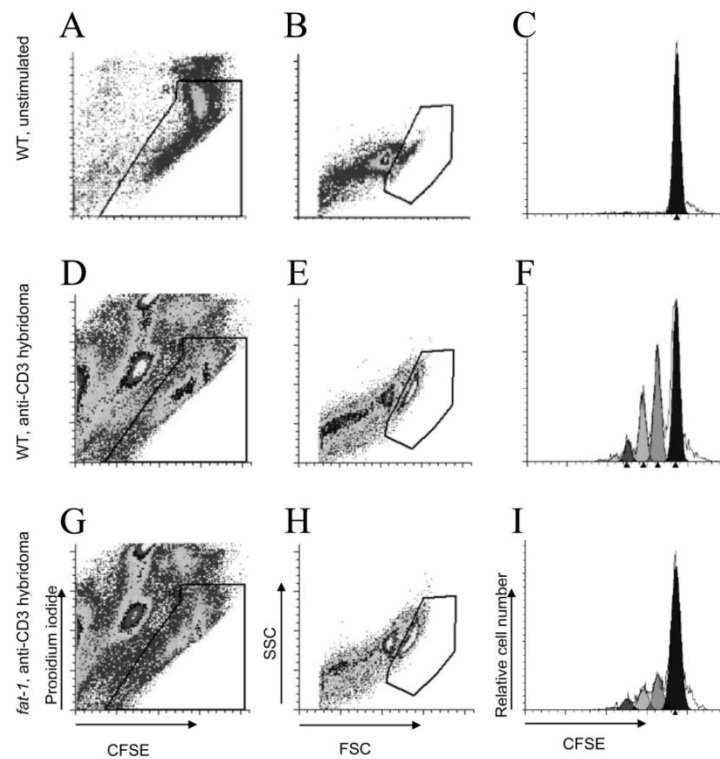 A
B
C
WT, unstimulated
D
E
F
WT, anti-CD3 hybridoma
G
H
I
fat-1, anti-CD3 hybridoma
Propidium iodide
SSC
Relative cell number
CFSE
FSC
CFSE